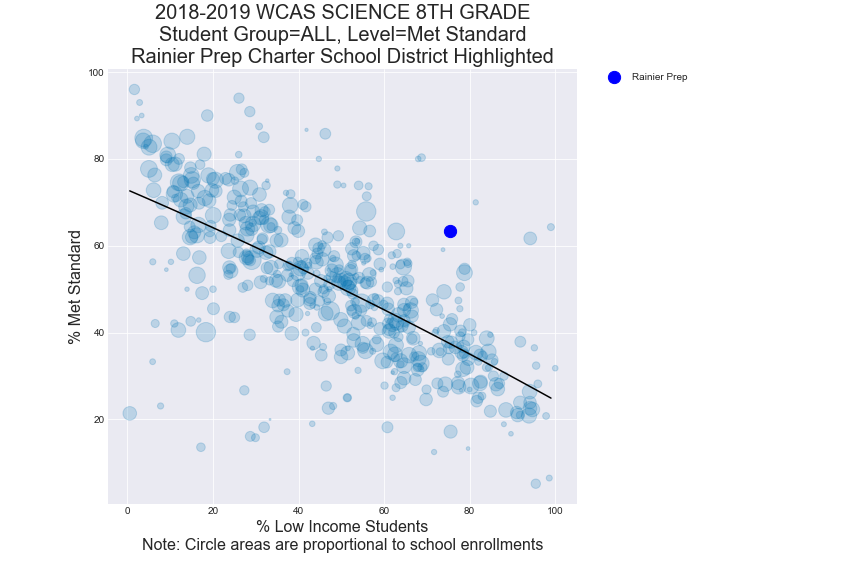 2018-2019 WCAS SCIENCE 8TH GRADE
Student Group=ALL, Level=Met Standard
Rainier Prep Charter School District Highlighted
Rainier Prep
100
80
60
40
20
% Met Standard
0
20
40
60
80
100
% Low Income Students
Note: Circle areas are proportional to school enrollments